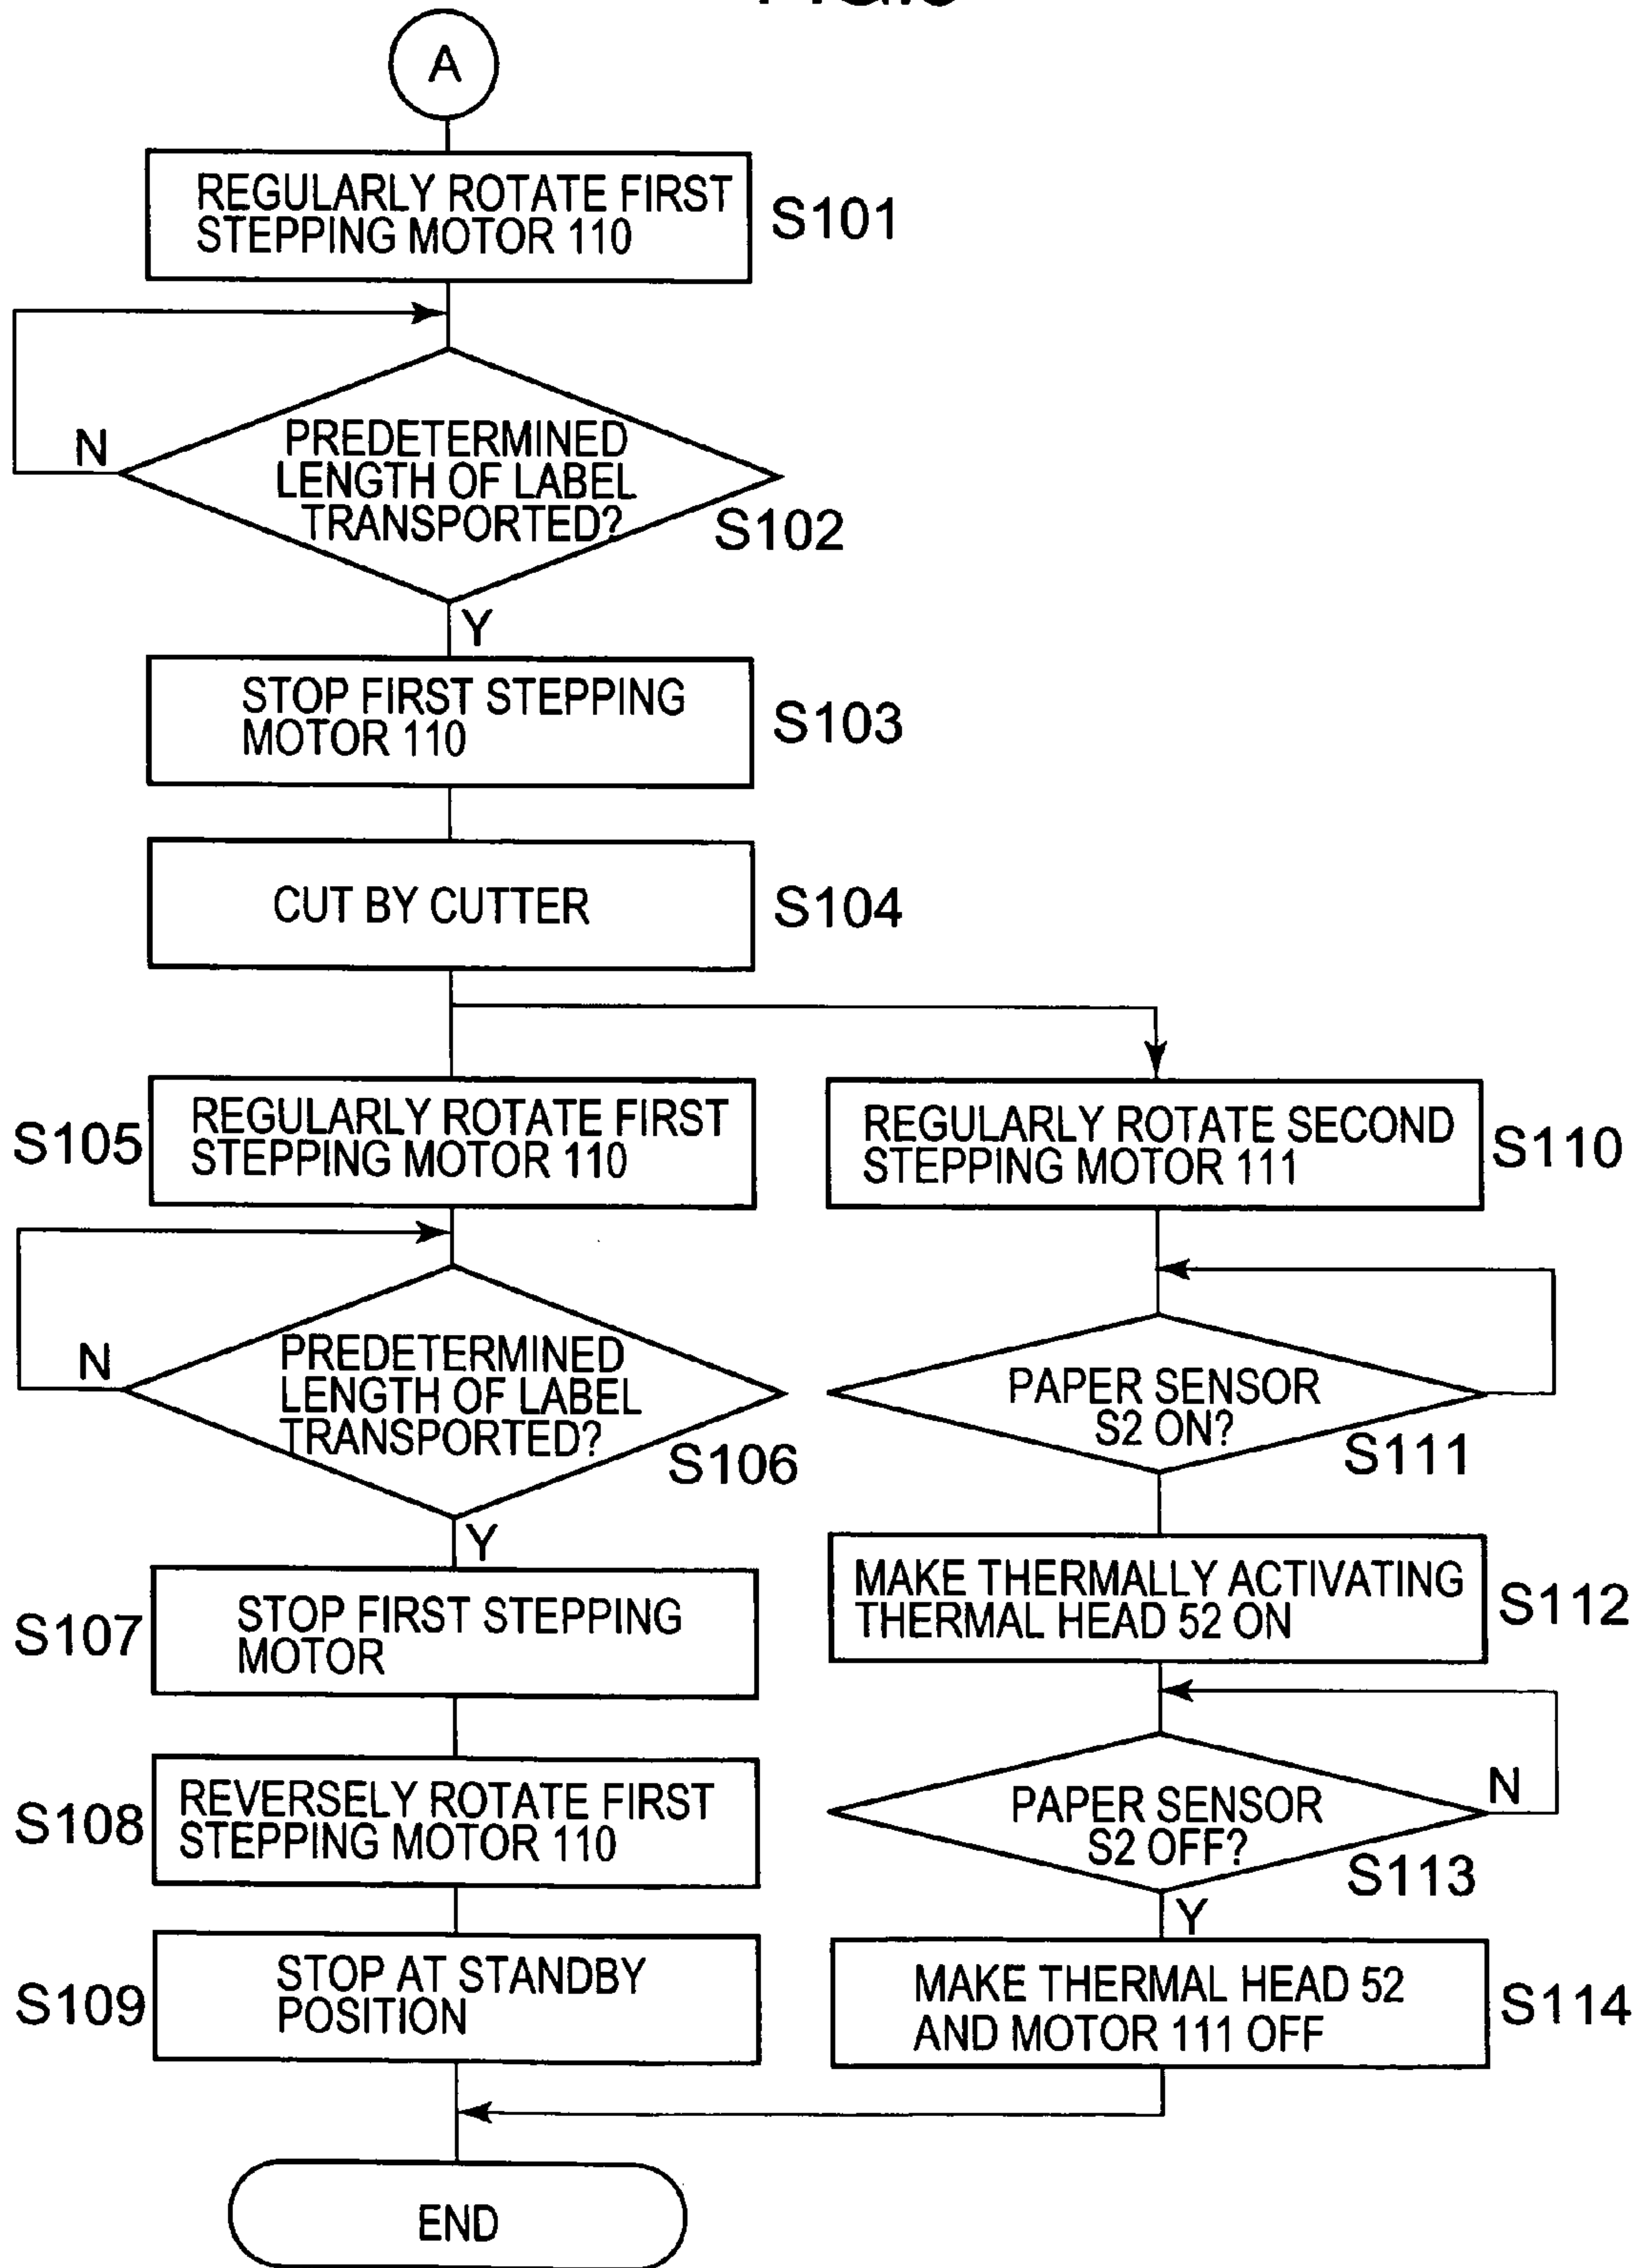 A
REGULARLY ROTATE FIRST
STEPPING MOTOR 110
S101
N
PREDETERMINED
LENGTH OF LABEL
TRANSPORTED?
S102
Y
STOP FIRST STEPPING
MOTOR 110
S103
CUT BY CUTTER
S104
S105
REGULARLY ROTATE FIRST
STEPPING MOTOR 110
N
PREDETERMINED
LENGTH OF LABEL
TRANSPORTED?
S106
Y
S107
STOP FIRST STEPPING
MOTOR
S108
REVERSELY ROTATE FIRST
STEPPING MOTOR 110
S109
STOP AT STANDBY
POSITION
REGULARLY ROTATE SECOND
STEPPING MOTOR 111
S110
PAPER SENSOR
S2 ON?
S111
MAKE THERMALLY ACTIVATING
THERMAL HEAD 52 ON
S112
PAPER SENSOR
S2 OFF?
N
S113
Y
MAKE THERMAL HEAD 52
AND MOTOR 111 OFF
S114
END